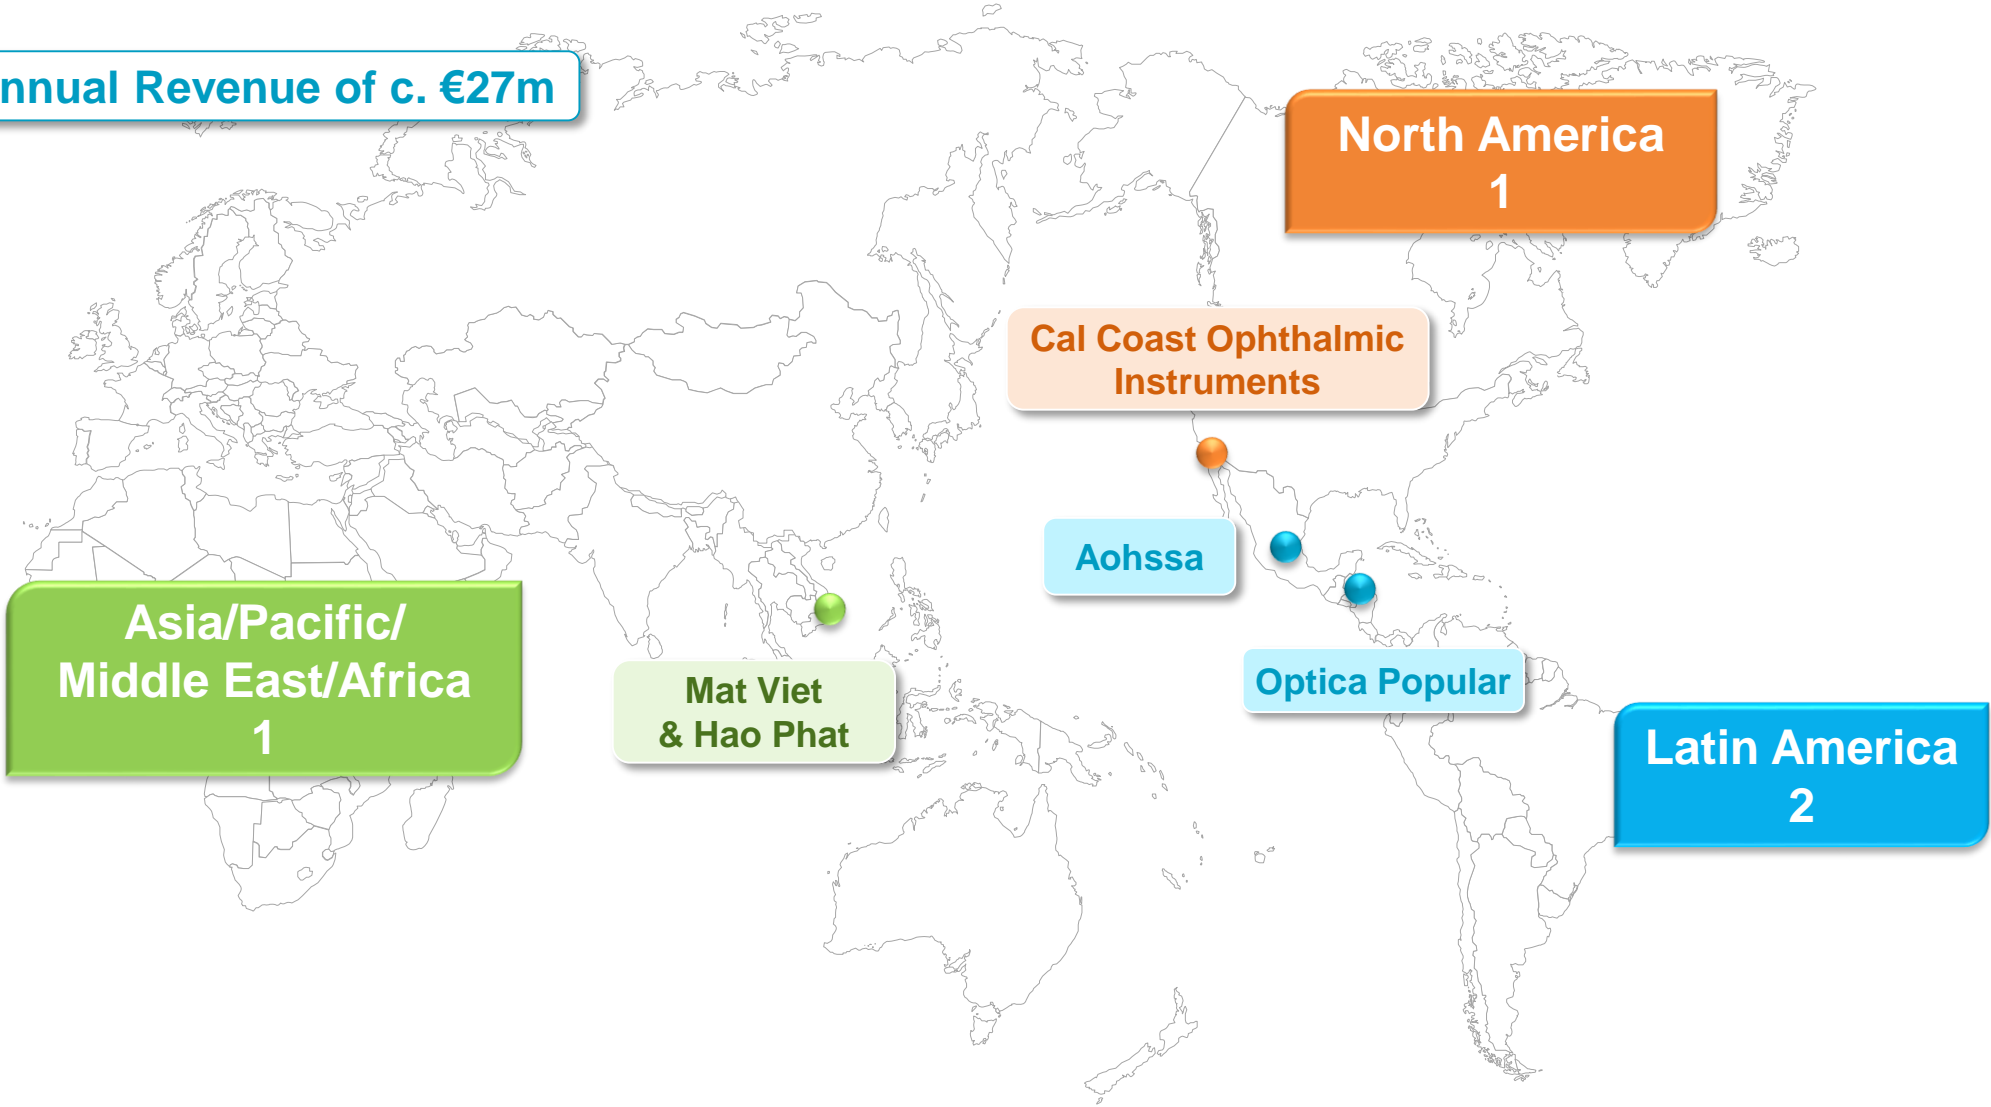 nnual Revenue of c. €27m
North America
1
Cal Coast Ophthalmic
Instruments
Aohssa
Asia/Pacific/
Middle East/Africa
1
Mat Viet
& Hao Phat
Optica Popular
Latin America
2